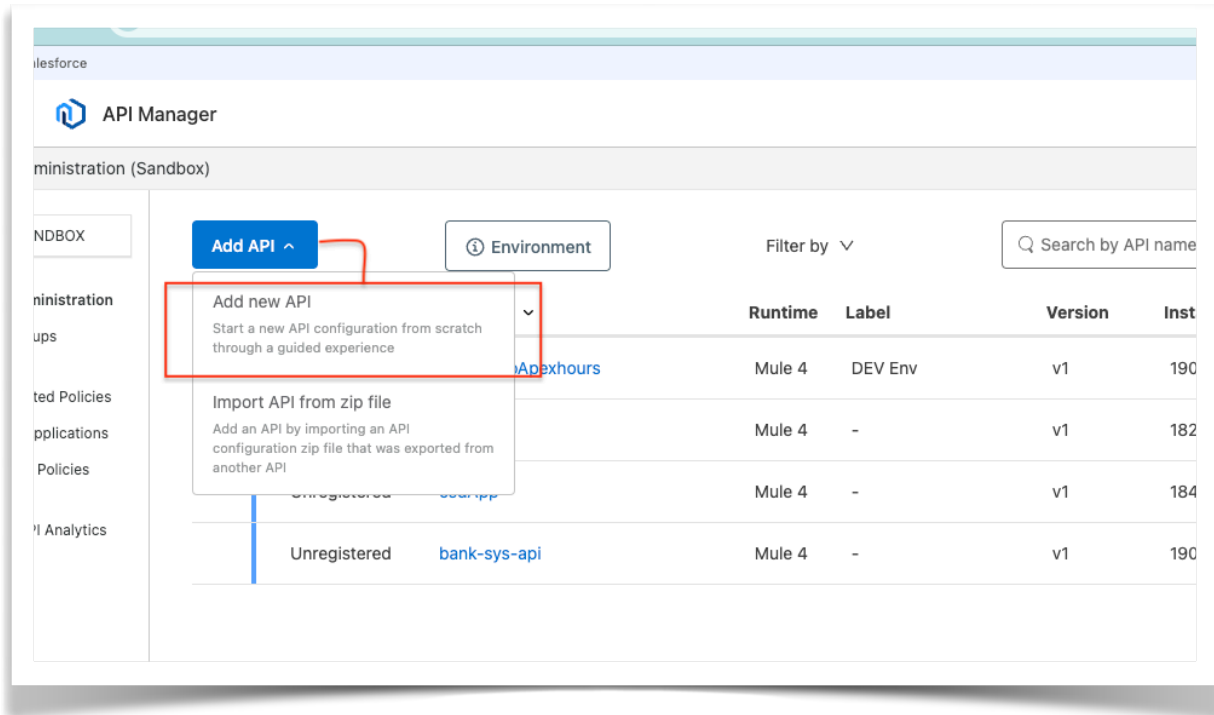 alesforce
API Manager
ministration (Sandbox)
NDBOX
Add API
Environment
Filter by
Search by API name
ministration
ups
ted Policies
pplications
Policies
PI Analytics
Add new API
Start a new API configuration from scratch
through a guided experience
Import API from zip file
Add an API by importing an API
configuration zip file that was exported from
another API
Runtime Label Version Inst
Apexhours Mule 4 DEV Env v1 190
Mule 4 - v1 182
Unregistered Mule 4 - v1 184
Unregistered bank-sys-api Mule 4 - v1 190